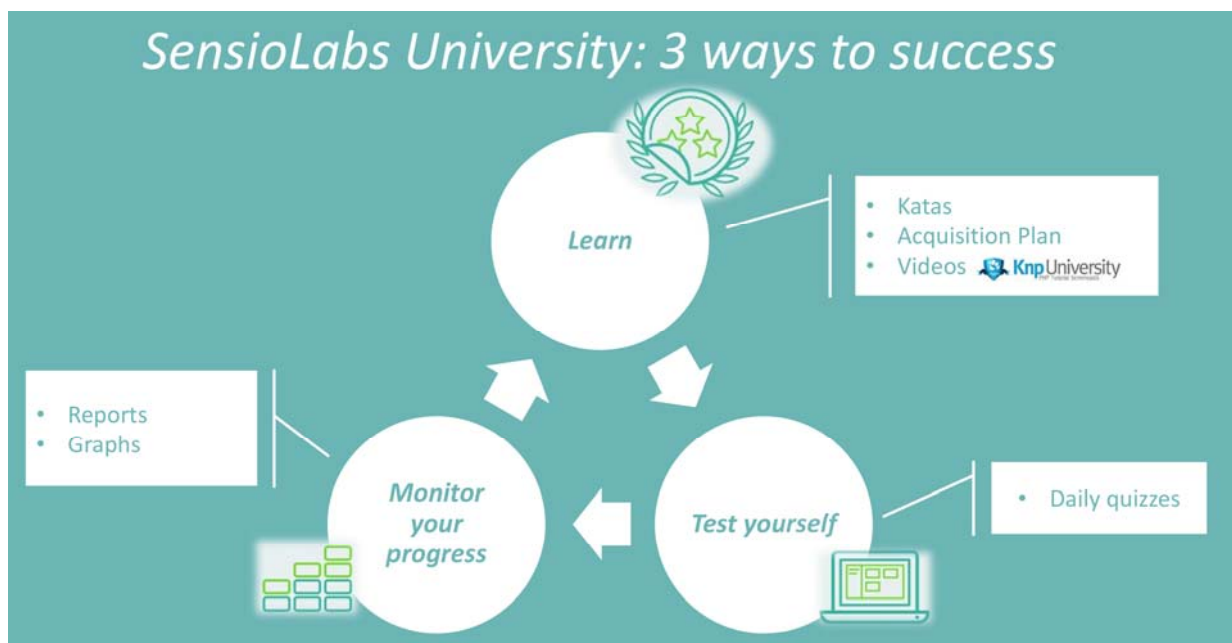 SensioLabs University: 3 ways to success
Learn
• Katas
• Acquisition Plan
• Videos KnpUniversity
• Reports
• Graphs
Monitor
your
progress
Test yourself
• Daily quizzes